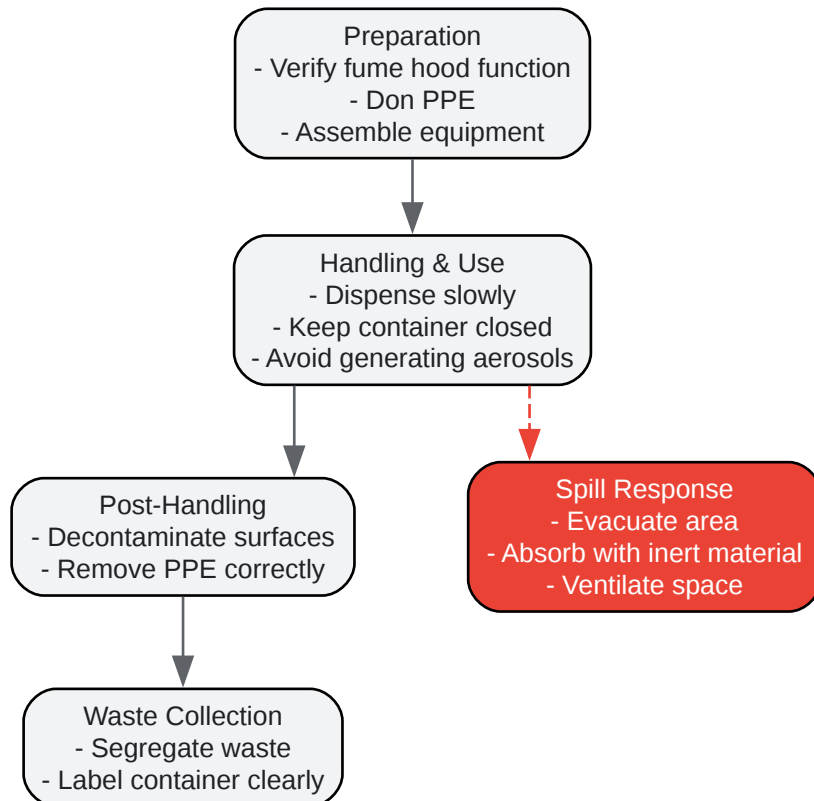 Preparation
- Verify fume hood function
- Don PPE
- Assemble equipment
Handling & Use
- Dispense slowly
- Keep container closed
- Avoid generating aerosols
Post-Handling
- Decontaminate surfaces
- Remove PPE correctly
Spill Response
- Evacuate area
- Absorb with inert material
- Ventilate space
Waste Collection
- Segregate waste
- Label container clearly